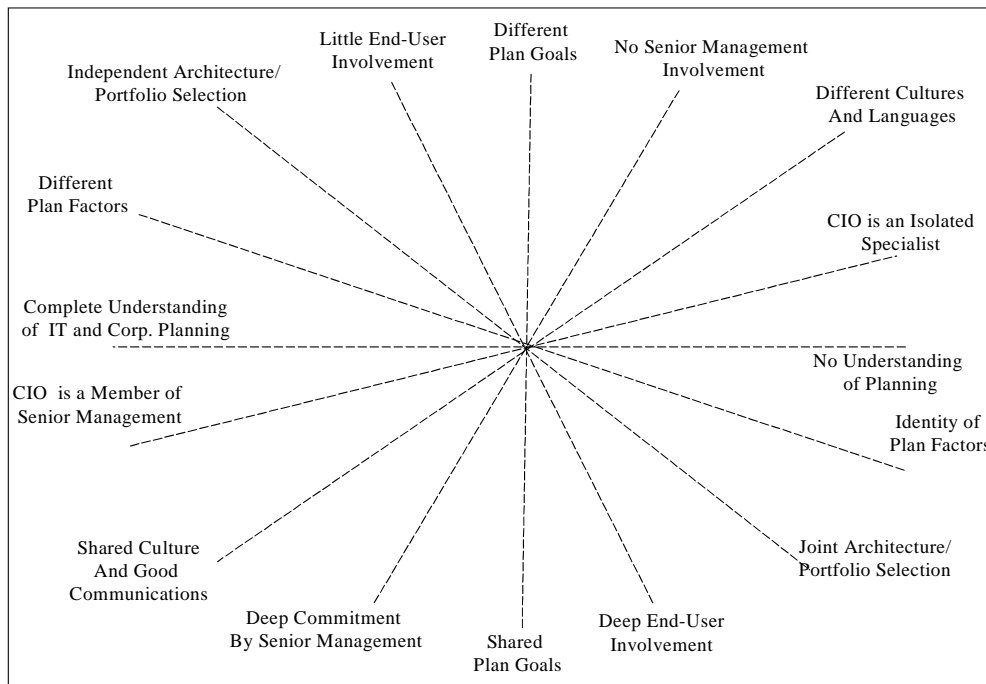 Different
Plan Goals
Little End-User
Involvement
No Senior Management
Involvement
Independent Architecture/
Portfolio Selection
Different Cultures
And Languages
Different
Plan Factors
CIO is an Isolated
Specialist
Complete Understanding
of IT and Corp. Planning
No Understanding
of Planning
CIO is a Member of
Senior Management
Identity of
Plan Factors
Shared Culture
And Good
Communications
Joint Architecture/
Portfolio Selection
Deep Commitment
By Senior Management
Shared
Plan Goals
Deep End-User
Involvement